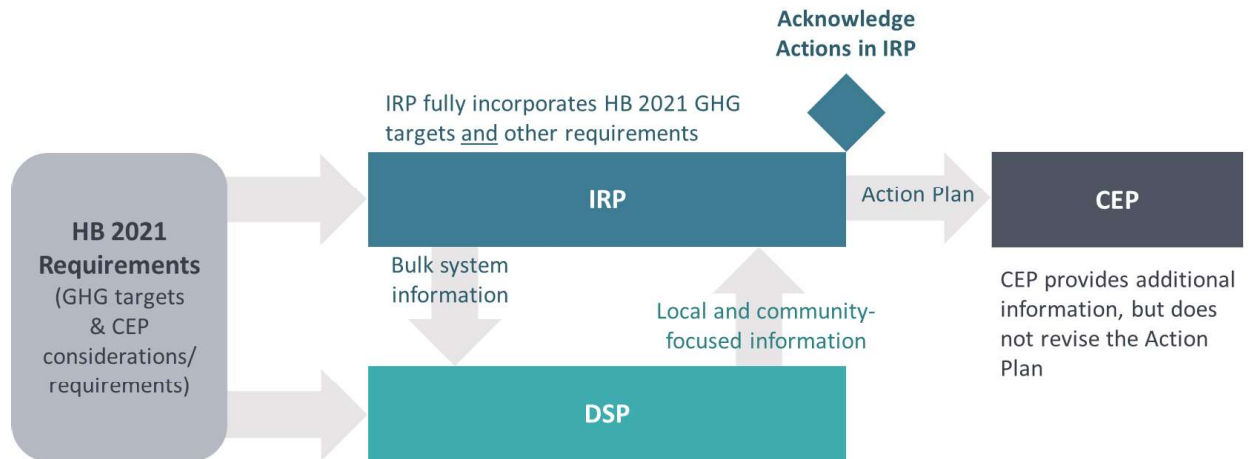 Acknowledge
Actions in IRP
IRP fully incorporates HB 2021 GHG
targets and other requirements
HB 2021
Requirements
(GHG targets
& CEP
considerations/
requirements)
IRP
Action Plan
CEP
Bulk system
information
Local and community-
focused information
CEP provides additional
information, but does
not revise the Action
Plan
DSP